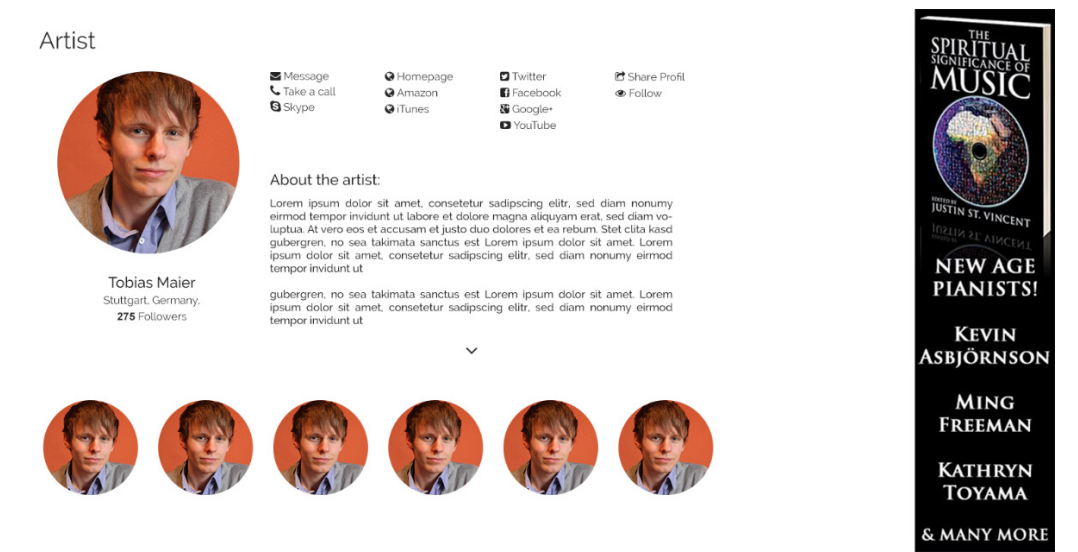 Artist
Message
Take a call
Skype
Homepage
Amazon
iTunes
Twitter
Facebook
Google+
YouTube
Share Profil
Follow
About the artist:
Lorem ipsum dolor sit amet, consetetur sadipscing elitr, sed diam nonumy
eirmod tempor invidunt ut labore et dolore magna aliquyam erat, sed diam vo-
luptua. At vero eos et accusam et justo duo dolores et ea rebum. Stet clita kasd
gubergren, no sea takimata sanctus est Lorem ipsum dolor sit amet. Lorem
ipsum dolor sit amet, consetetur sadipscing elitr, sed diam nonumy eirmod
tempor invidunt ut
gubergren, no sea takimata sanctus est Lorem ipsum dolor sit amet. Lorem
ipsum dolor sit amet, consetetur sadipscing elitr, sed diam nonumy eirmod
tempor invidunt ut
Tobias Maier
Stuttgart, Germany,
275 Followers
THE
SPIRITUAL
SIGNIFICANCE OF
MUSIC
EDITED BY
JUSTIN ST. VINCENT
NEW AGE
PIANISTS!
KEVIN
ASBJÖRNSON
MING
FREEMAN
KATHRYN
TOYAMA
& MANY MORE